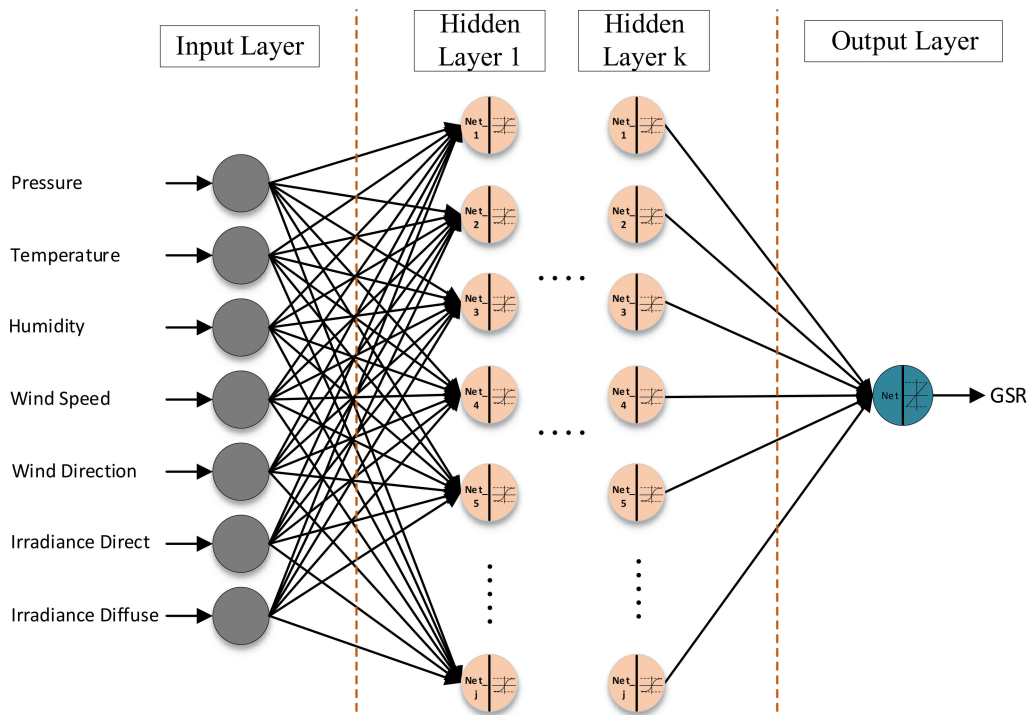 Input Layer
Hidden
Layer 1
Hidden
Layer k
Output Layer
Pressure
Temperature
Humidity
Wind Speed
Wind Direction
Irradiance Direct
Irradiance Diffuse
Net_
1
Net_
2
Net_
3
Net_
4
Net_
5
Net_
j
Net_
1
Net_
2
Net_
3
Net_
4
Net_
5
Net_
j
Net
GSR